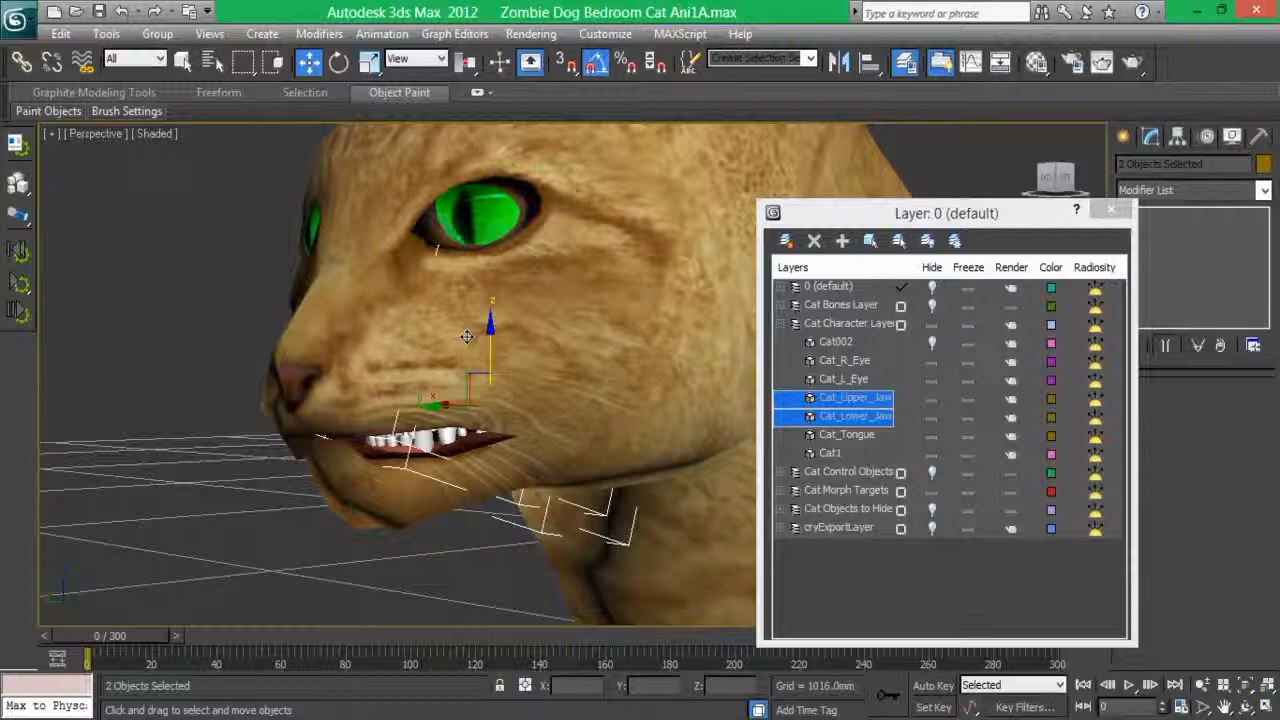 Autodesk 3ds Max 2012 Zombie Dog Bedroom Cat Ani1A.max
Type a keyword or phrase
Edit Tools Group Views Create Modifiers Animation Graph Editors Rendering Customize MAXScript Help
All View Create Selection Se
Graphite Modeling Tools Freeform Selection Object Paint
Paint Objects Brush Settings
[ + ] [ Perspective ] [ Shaded ]
2 Objects Selected
Modifier List
Layer: 0 (default) ?
Layers Hide Freeze Render Color Radiosity
0 (default)
Cat Bones Layer
Cat Character Layer
Cat002
Cat_R_Eye
Cat_L_Eye
Cat_Upper_Jaw
Cat_Lower_Jaw
Cat_Tongue
Cat1
Cat Control Objects
Cat Morph Targets
Cat Objects to Hide
cryExportLayer
z
x
y
< 0 / 300 >
0 20 40 60 80 100 120 140 160 180 200 220 240 260 280 300
2 Objects Selected X: Y: Z: Grid = 1016.0mm Auto Key Selected
Max to Physc
Click and drag to select and move objects Add Time Tag Set Key Key Filters... 0